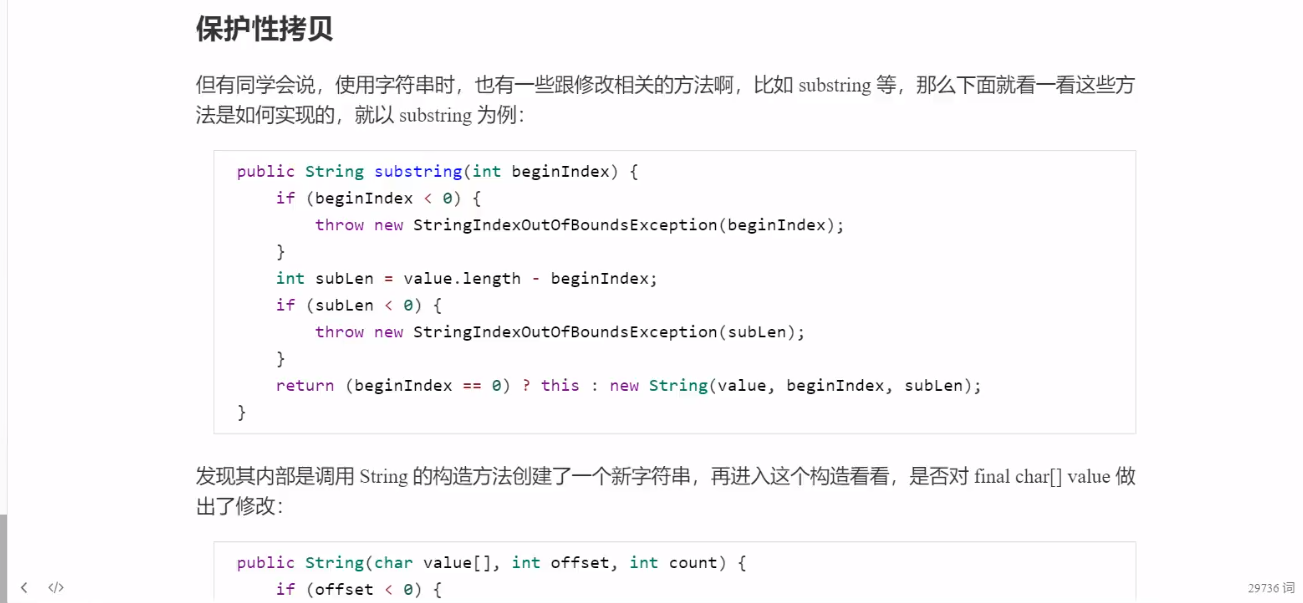 保护性拷贝
但有同学会说，使用字符串时，也有一些跟修改相关的方法啊，比如 substring 等，那么下面就看一看这些方
法是如何实现的，就以 substring 为例：
public String substring(int beginIndex) {
    if (beginIndex < 0) {
        throw new StringIndexOutOfBoundsException(beginIndex);
    }
    int subLen = value.length - beginIndex;
    if (subLen < 0) {
        throw new StringIndexOutOfBoundsException(subLen);
    }
    return (beginIndex == 0) ? this : new String(value, beginIndex, subLen);
}
发现其内部是调用 String 的构造方法创建了一个新字符串，再进入这个构造看看，是否对 final char[] value 做
出了修改：
public String(char value[], int offset, int count) {
    if (offset < 0) {
< </> 29736 词